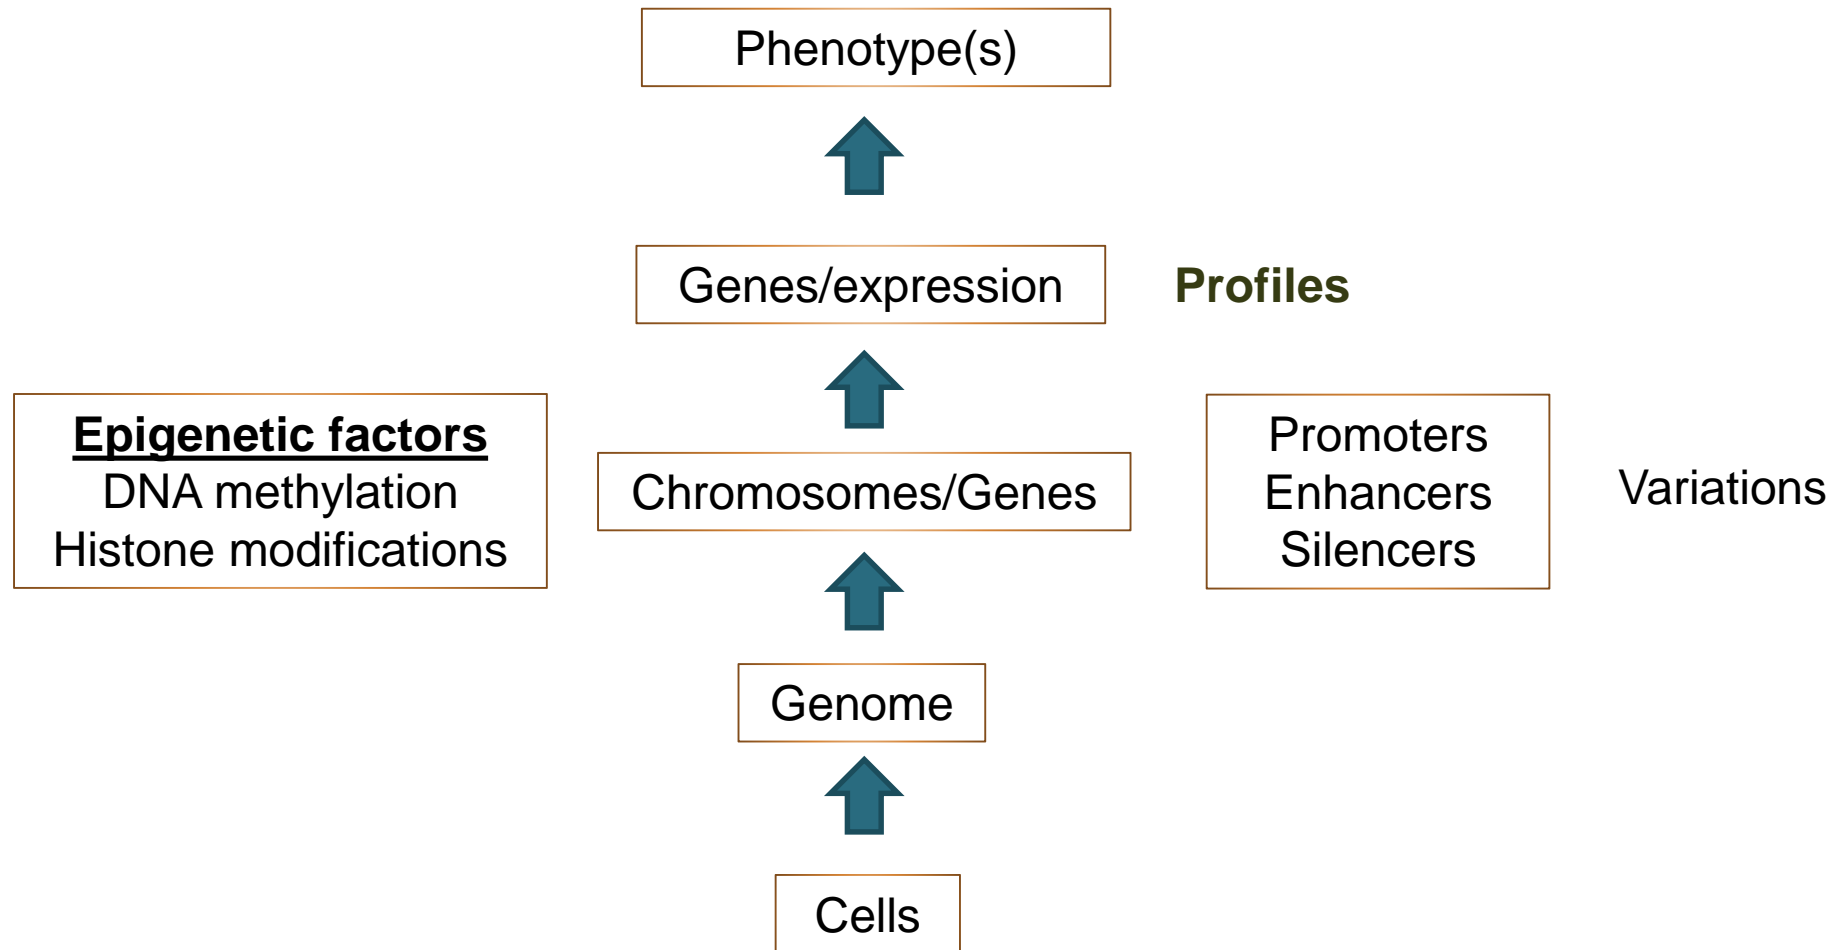 Phenotype(s)
Genes/expression
Profiles
Epigenetic factors
DNA methylation
Histone modifications
Chromosomes/Genes
Promoters
Enhancers
Silencers
Variations
Genome
Cells